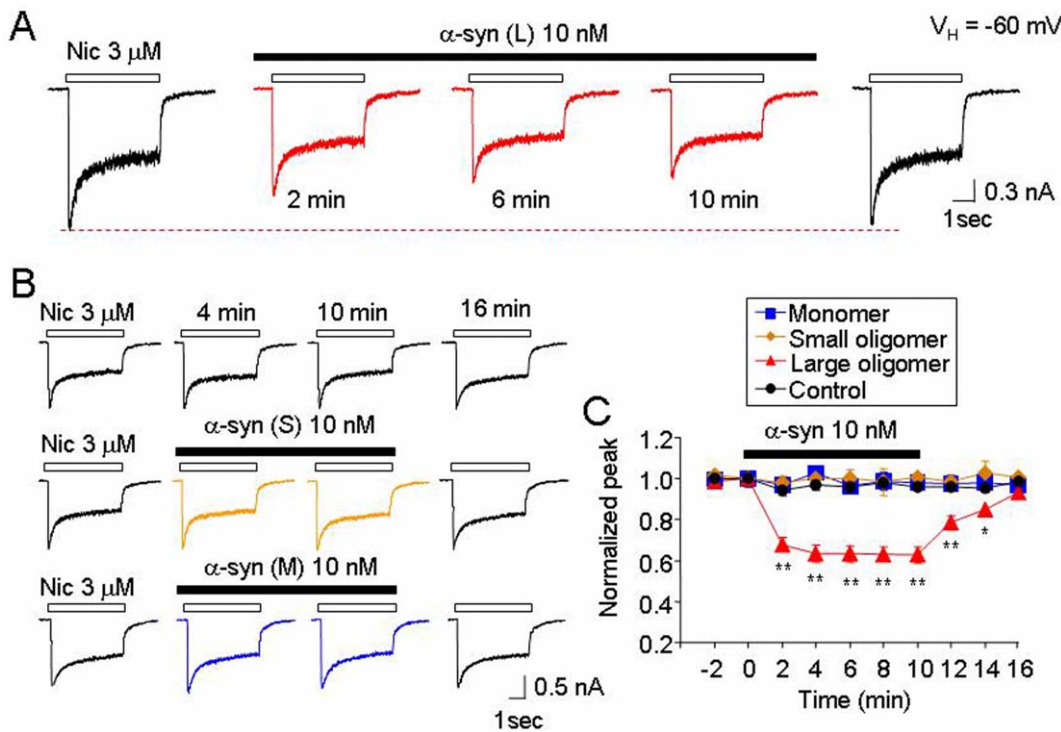 A
Nic 3 μM
α-syn (L) 10 nM
V_H = -60 mV
2 min
6 min
10 min
0.3 nA
1sec
B
Nic 3 μM
4 min
10 min
16 min
Nic 3 μM
α-syn (S) 10 nM
Nic 3 μM
α-syn (M) 10 nM
0.5 nA
1sec
Monomer
Small oligomer
Large oligomer
Control
C
α-syn 10 nM
Normalized peak
1.2
1.0
0.8
0.6
0.4
0.2
** ** ** ** ** ** *
-2 0 2 4 6 8 10 12 14 16
Time (min)